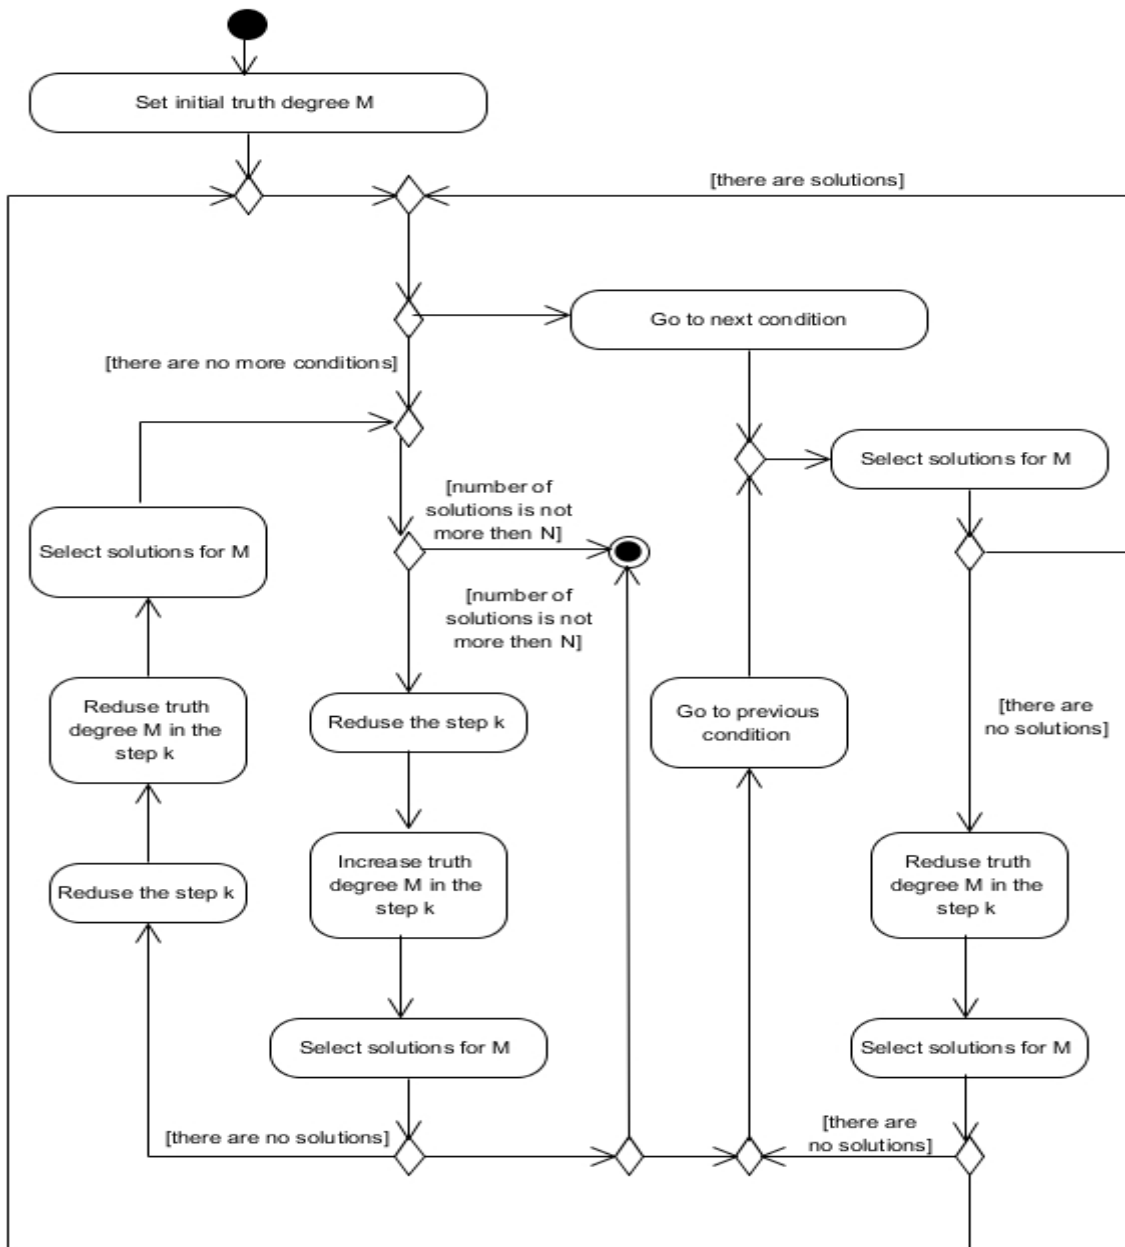 Set initial truth degree M
[there are solutions]
Go to next condition
[there are no more conditions]
Select solutions for M
[number of
solutions is not
more then N]
Select solutions for M
[number of
solutions is not
more then N]
Reduse truth
degree M in the
step k
Reduse the step k
Go to previous
condition
[there are
no solutions]
Increase truth
degree M in the
step k
Reduse truth
degree M in the
step k
Reduse the step k
Select solutions for M
Select solutions for M
[there are no solutions]
[there are
no solutions]